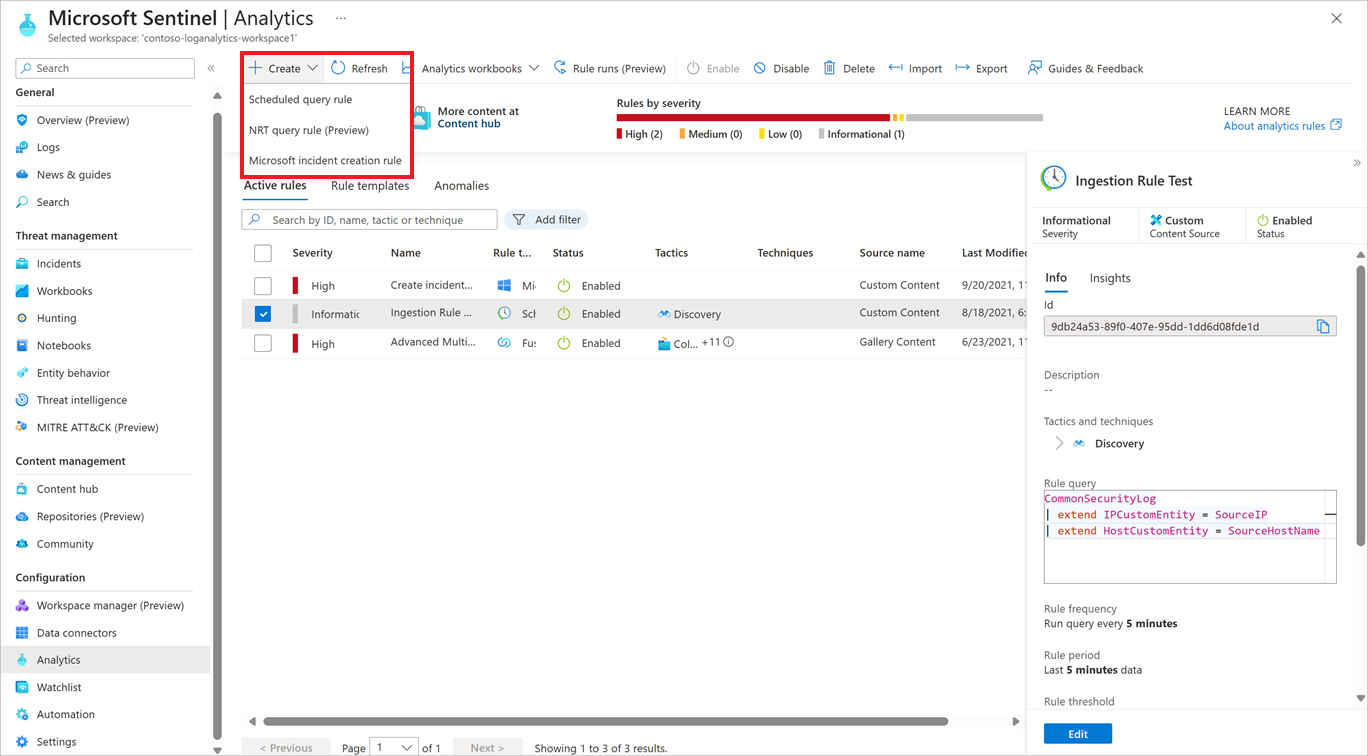 Microsoft Sentinel | Analytics ...
Selected workspace: 'contoso-loganalytics-workspace1'
Search
General
Overview (Preview)
Logs
News & guides
Search
Threat management
Incidents
Workbooks
Hunting
Notebooks
Entity behavior
Threat intelligence
MITRE ATT&CK (Preview)
Content management
Content hub
Repositories (Preview)
Community
Configuration
Workspace manager (Preview)
Data connectors
Analytics
Watchlist
Automation
Settings
Create Refresh Analytics workbooks Rule runs (Preview) Enable Disable Delete Import Export Guides & Feedback
Scheduled query rule
NRT query rule (Preview)
Microsoft incident creation rule
More content at
Content hub
Rules by severity
High (2) Medium (0) Low (0) Informational (1)
LEARN MORE
About analytics rules
Active rules Rule templates Anomalies
Search by ID, name, tactic or technique Add filter
Severity Name Rule t... Status Tactics Techniques Source name Last Modified
High Create incident... Mi Enabled Custom Content 9/20/2021, 11
Informatic Ingestion Rule ... Sch Enabled Discovery Custom Content 8/18/2021, 6:
High Advanced Multi... Fus Enabled Col... +11 Gallery Content 6/23/2021, 11
< Previous Page 1 of 1 Next > Showing 1 to 3 of 3 results.
Ingestion Rule Test
Informational Custom Enabled
Severity Content Source Status
Info Insights
Id
9db24a53-89f0-407e-95dd-1dd6d08fde1d
Description
--
Tactics and techniques
Discovery
Rule query
CommonSecurityLog
| extend IPCustomEntity = SourceIP
| extend HostCustomEntity = SourceHostName
Rule frequency
Run query every 5 minutes
Rule period
Last 5 minutes data
Rule threshold
Edit